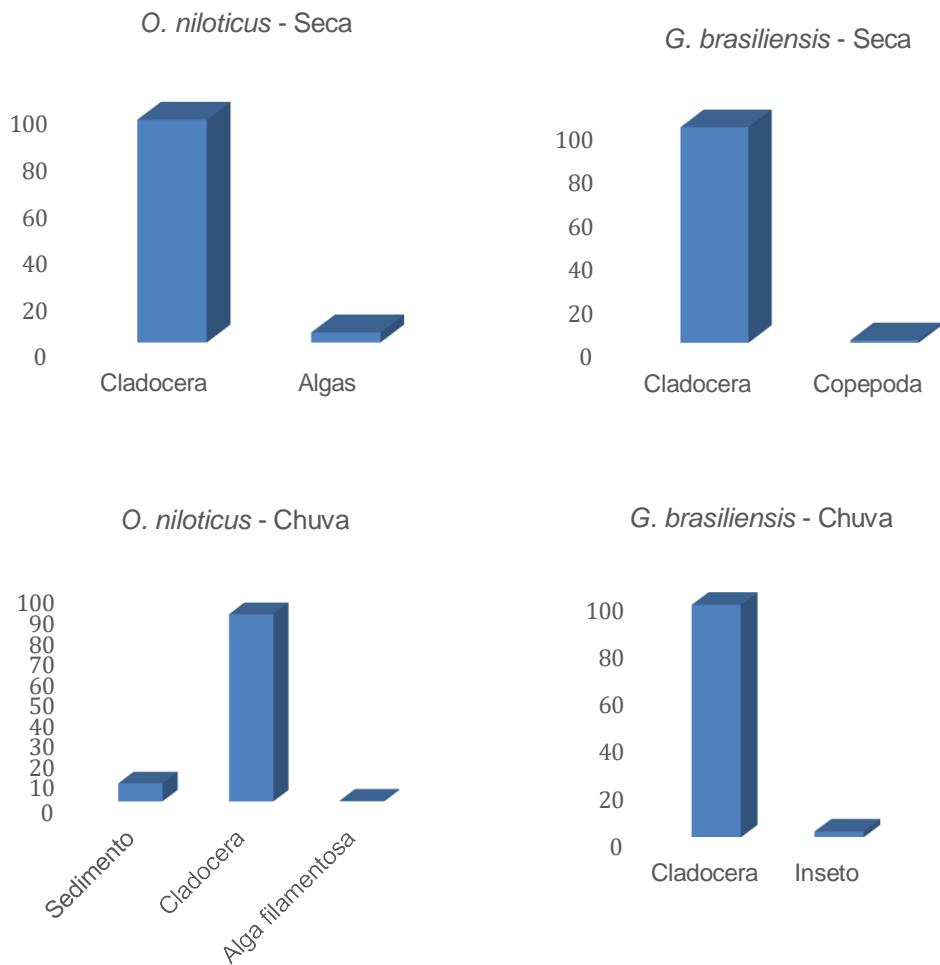 O. niloticus - Seca
100
80
60
40
20
0
Cladocera Algas
G. brasiliensis - Seca
100
80
60
40
20
0
Cladocera Copepoda
O. niloticus - Chuva
100
90
80
70
60
50
40
30
20
10
0
Sedimento
Cladocera
Alga filamentosa
G. brasiliensis - Chuva
100
80
60
40
20
0
Cladocera Inseto